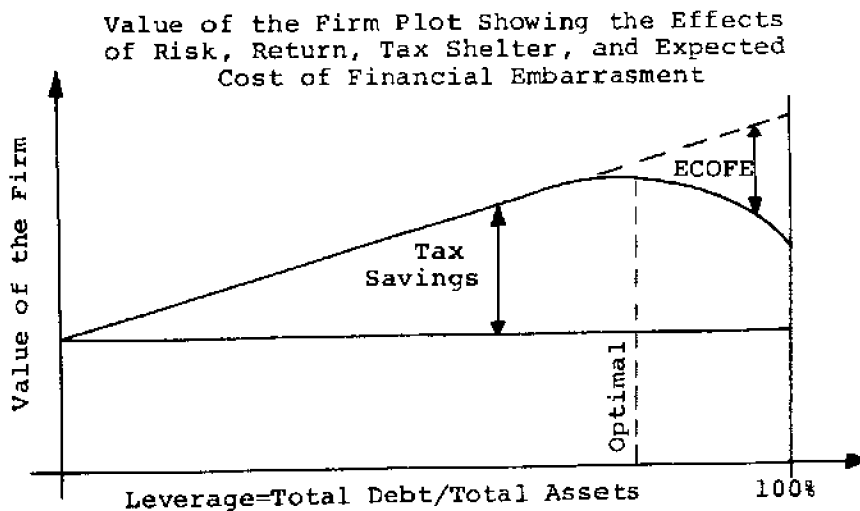 Value of the Firm Plot Showing the Effects
of Risk, Return, Tax Shelter, and Expected
Cost of Financial Embarrasment
Value of the Firm
ECOFE
Tax
Savings
Optimal
Leverage=Total Debt/Total Assets
100%